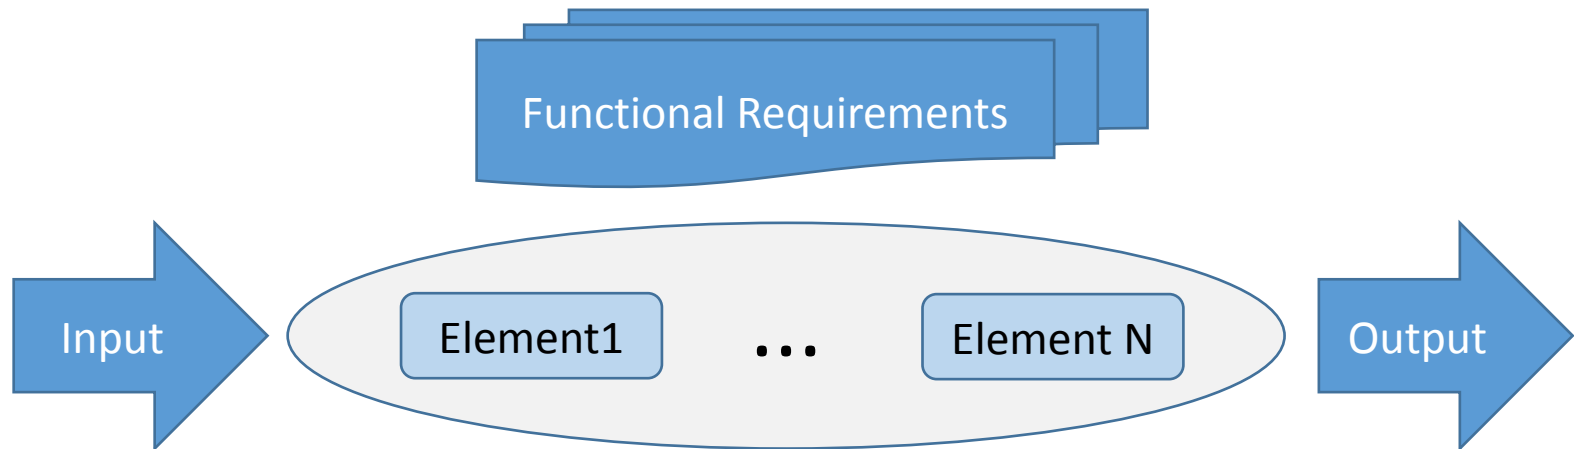 Functional Requirements
Input
Element1
...
Element N
Output